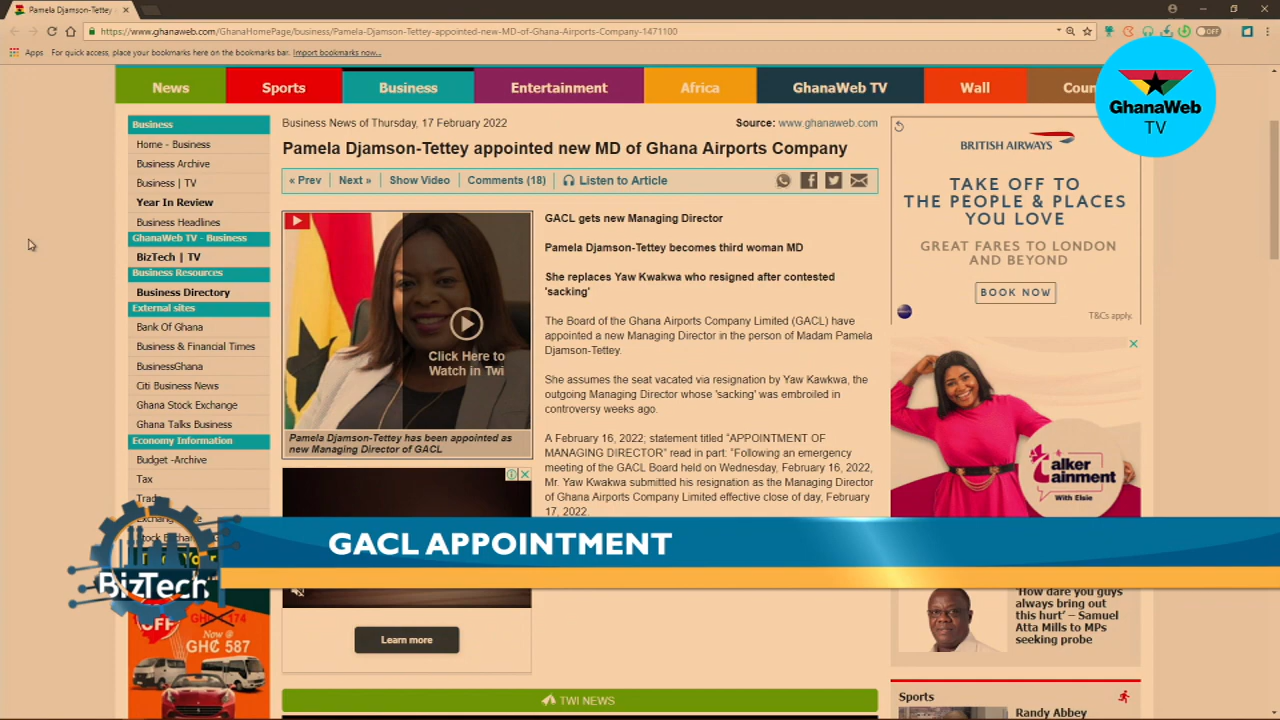 Pamela Djamson-Tettey
https://www.ghanaweb.com/GhanaHomePage/business/Pamela-Djamson-Tettey-appointed-new-MD-of-Ghana-Airports-Company-1471100
OFF
Apps For quick access, place your bookmarks here on the bookmarks bar. Import bookmarks now...
News Sports Business Entertainment Africa GhanaWeb TV Wall Coun
GhanaWeb
TV
Business
Home - Business
Business Archive
Business | TV
Year In Review
Business Headlines
GhanaWeb TV - Business
BizTech | TV
Business Resources
Business Directory
External sites
Bank Of Ghana
Business & Financial Times
BusinessGhana
Citi Business News
Ghana Stock Exchange
Ghana Talks Business
Economy Information
Budget -Archive
Tax
Business News of Thursday, 17 February 2022
Source: www.ghanaweb.com
Pamela Djamson-Tettey appointed new MD of Ghana Airports Company
« Prev Next » Show Video Comments (18) Listen to Article
Click Here to
Watch in Twi
Pamela Djamson-Tettey has been appointed as
new Managing Director of GACL
GACL gets new Managing Director
Pamela Djamson-Tettey becomes third woman MD
She replaces Yaw Kwakwa who resigned after contested
'sacking'
The Board of the Ghana Airports Company Limited (GACL) have
appointed a new Managing Director in the person of Madam Pamela
Djamson-Tettey.
She assumes the seat vacated via resignation by Yaw Kawkwa, the
outgoing Managing Director whose 'sacking' was embroiled in
controversy weeks ago.
A February 16, 2022; statement titled “APPOINTMENT OF
MANAGING DIRECTOR” read in part: “Following an emergency
meeting of the GACL Board held on Wednesday, February 16, 2022,
Mr. Yaw Kwakwa submitted his resignation as the Managing Director
of Ghana Airports Company Limited effective close of day, February
17, 2022.
BRITISH AIRWAYS
TAKE OFF TO
THE PEOPLE & PLACES
YOU LOVE
GREAT FARES TO LONDON
AND BEYOND
BOOK NOW
T&Cs apply.
alker
ainment
With Elsie
GACL APPOINTMENT
BizTech
OFF
GH₵ 174
Now @
GH₵ 587
Learn more
TWI NEWS
'How dare you guys
always bring out
this hurt' – Samuel
Atta Mills to MPs
seeking probe
Sports
Randy Abbey